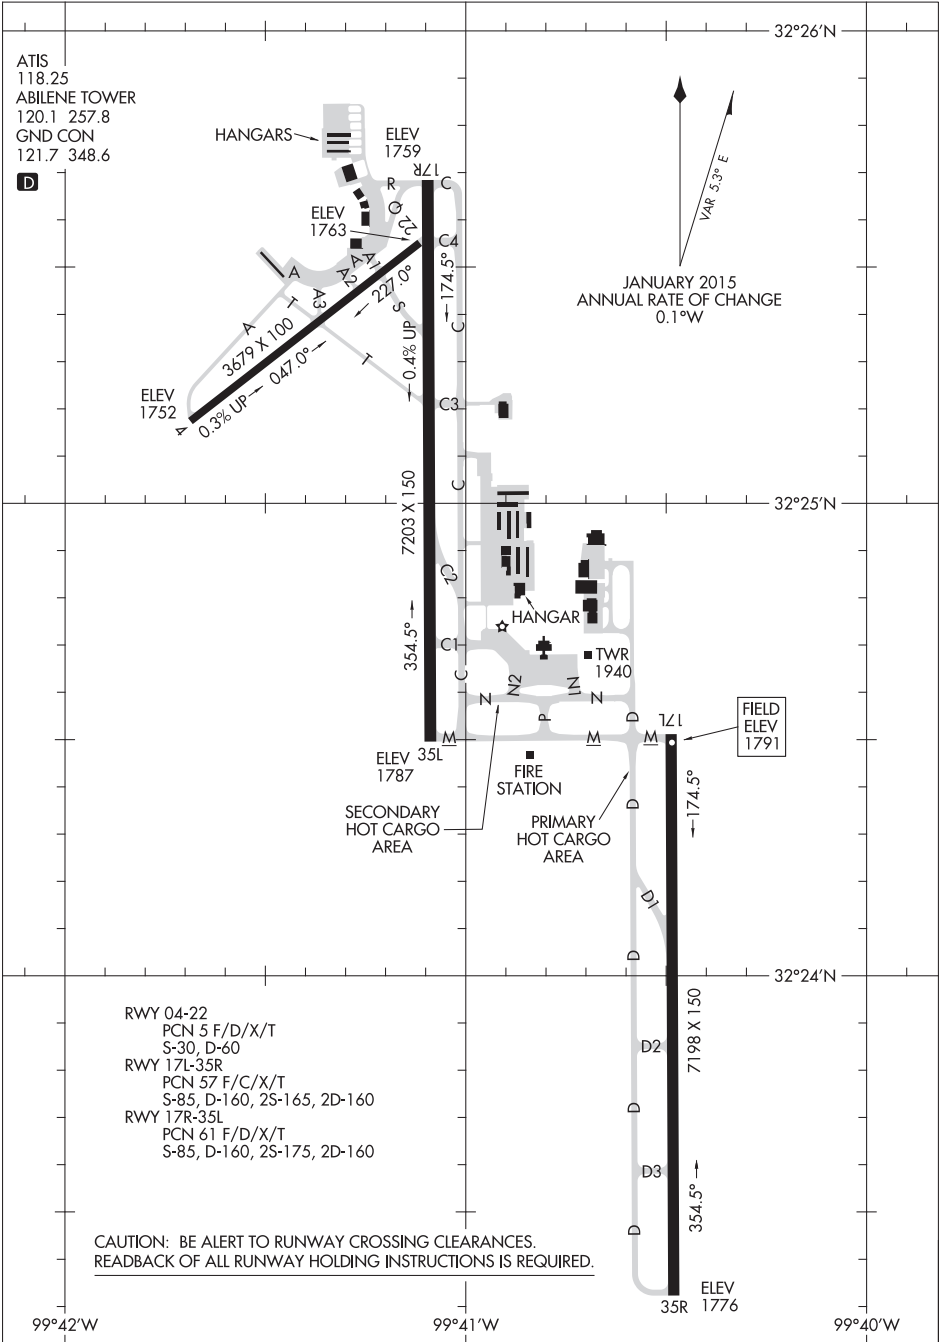 32°26'N
ATIS
118.25
ABILENE TOWER
120.1 257.8
GND CON
121.7 348.6
D
HANGARS
ELEV
1759
17R
R
C
Q
22
ELEV
1763
C4
VAR 5.3° E
JANUARY 2015
ANNUAL RATE OF CHANGE
0.1°W
A
A
A1
A2
A3
227.0°
174.5°
S
C
T
A
3679 X 100
T
0.4% UP
047.0°
0.3% UP
ELEV
1752
4
C3
C
32°25'N
7203 X 150
C2
HANGAR
354.5°
C1
TWR
1940
C
N2
N1
N
N
P
D
17L
FIELD
ELEV
1791
M
M
M
35L
ELEV
1787
FIRE
STATION
174.5°
D
SECONDARY
HOT CARGO
AREA
PRIMARY
HOT CARGO
AREA
D1
D
32°24'N
7198 X 150
RWY 04-22
PCN 5 F/D/X/T
S-30, D-60
RWY 17L-35R
PCN 57 F/C/X/T
S-85, D-160, 2S-165, 2D-160
RWY 17R-35L
PCN 61 F/D/X/T
S-85, D-160, 2S-175, 2D-160
D2
D
D3
354.5°
D
CAUTION: BE ALERT TO RUNWAY CROSSING CLEARANCES.
READBACK OF ALL RUNWAY HOLDING INSTRUCTIONS IS REQUIRED.
35R
ELEV
1776
99°42'W
99°41'W
99°40'W